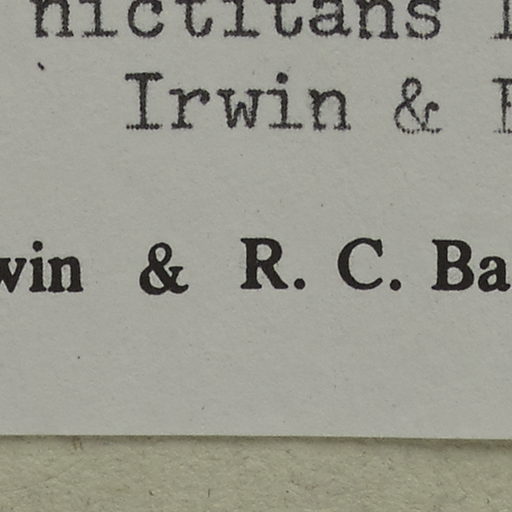 nictitans
Irwin &
win & R. C. Ba